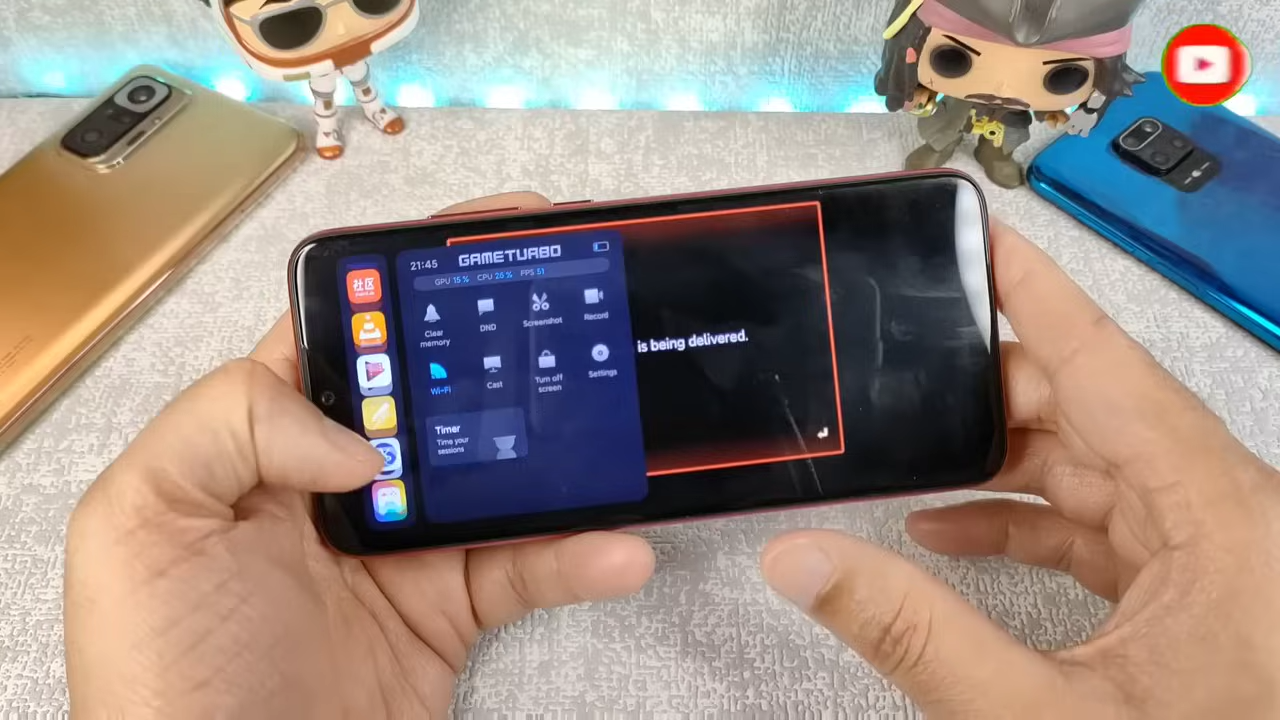 社区
21:45
GAMETURBO
GPU 15 % CPU 26 % FPS 51
Clear
memory
DND
Screenshot
Record
Wi-Fi
Cast
Turn off
screen
Settings
Timer
Time your
sessions
is being delivered.